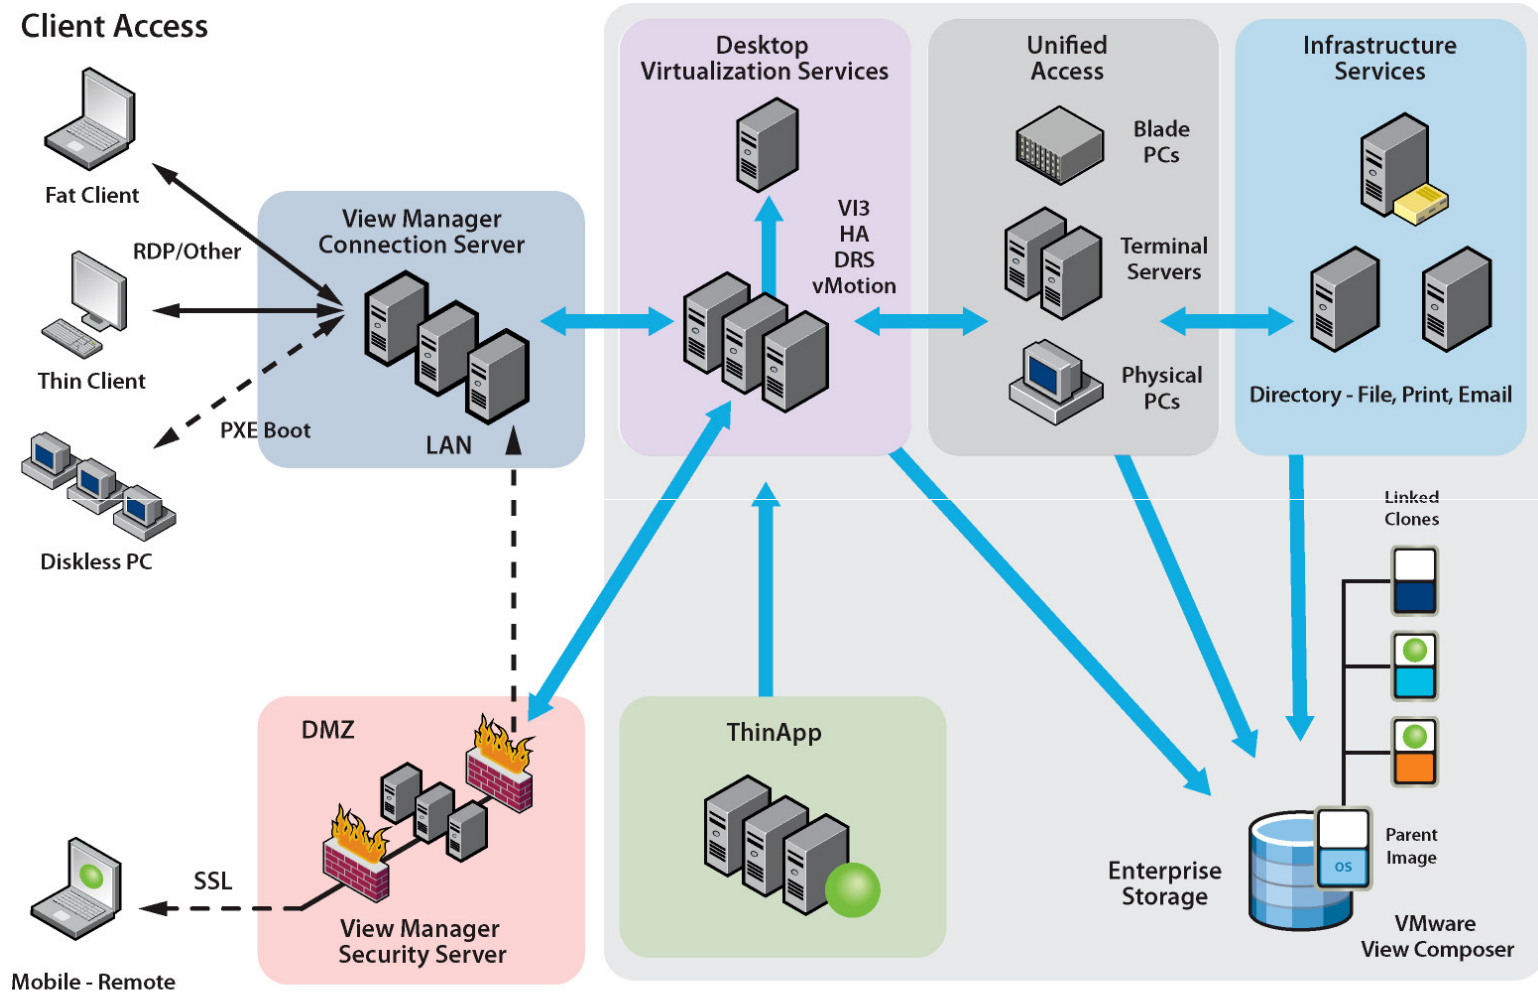 Client Access
Fat Client
RDP/Other
Thin Client
PXE Boot
Diskless PC
View Manager
Connection Server
LAN
Desktop
Virtualization Services
VI3
HA
DRS
vMotion
Unified
Access
Blade
PCs
Terminal
Servers
Physical
PCs
Infrastructure
Services
Directory - File, Print, Email
Linked
Clones
DMZ
View Manager
Security Server
SSL
Mobile - Remote
ThinApp
Enterprise
Storage
Parent
Image
OS
VMware
View Composer